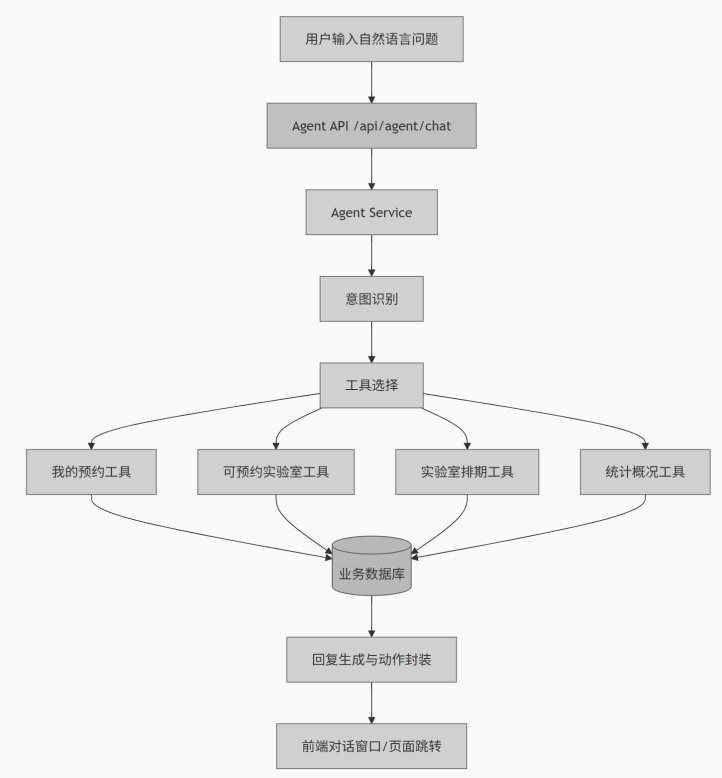 用户输入自然语言问题
Agent API /api/agent/chat
Agent Service
意图识别
工具选择
我的预约工具
可预约实验室工具
实验室排期工具
统计概况工具
业务数据库
回复生成与动作封装
前端对话窗口/页面跳转